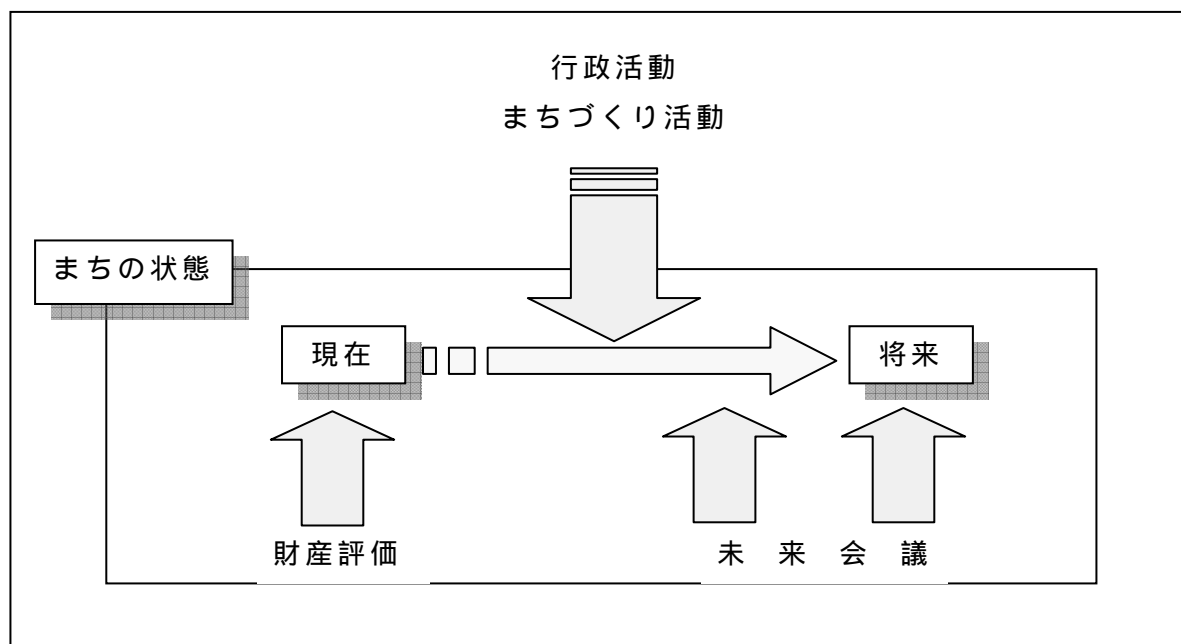 行政活動
まちづくり活動
まちの状態
現在
将来
財産評価
未来会議